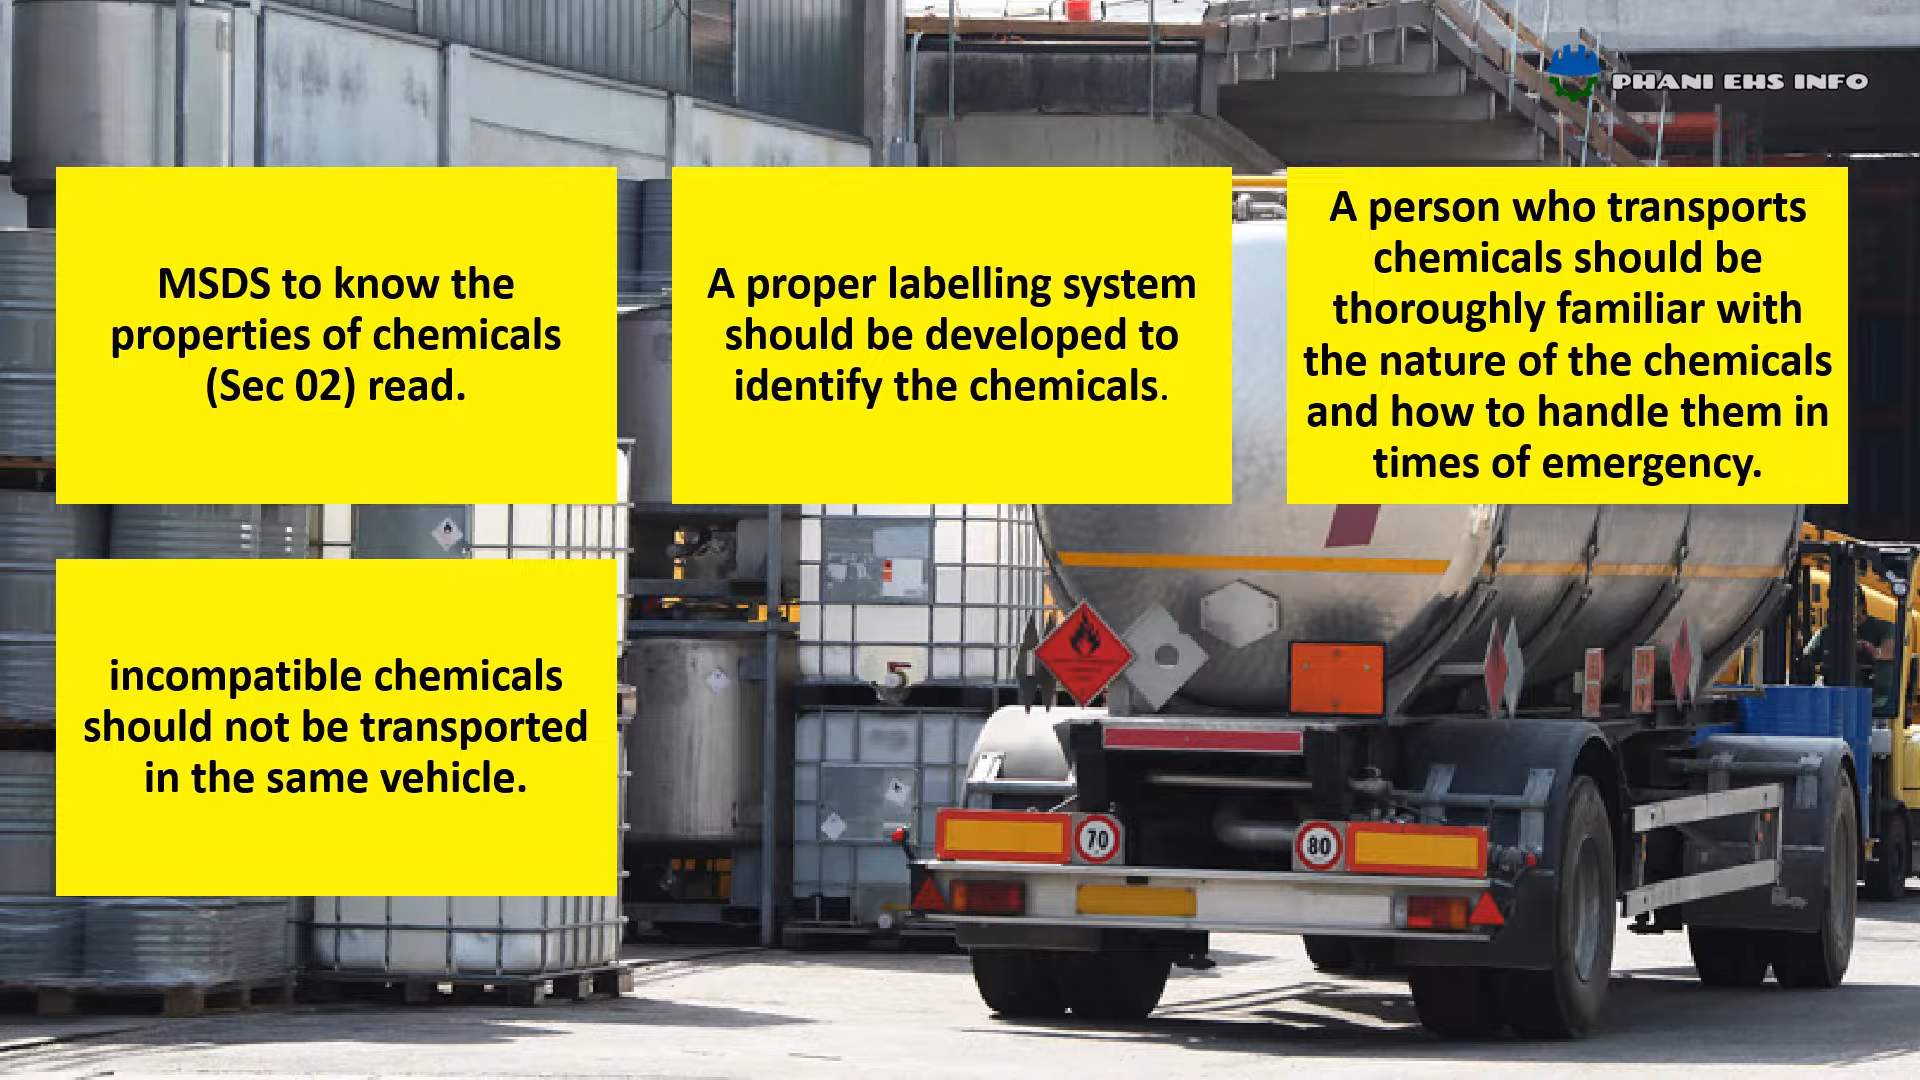 PHANI EHS INFO
MSDS to know the
properties of chemicals
(Sec 02) read.
A proper labelling system
should be developed to
identify the chemicals.
A person who transports
chemicals should be
thoroughly familiar with
the nature of the chemicals
and how to handle them in
times of emergency.
incompatible chemicals
should not be transported
in the same vehicle.
70
80